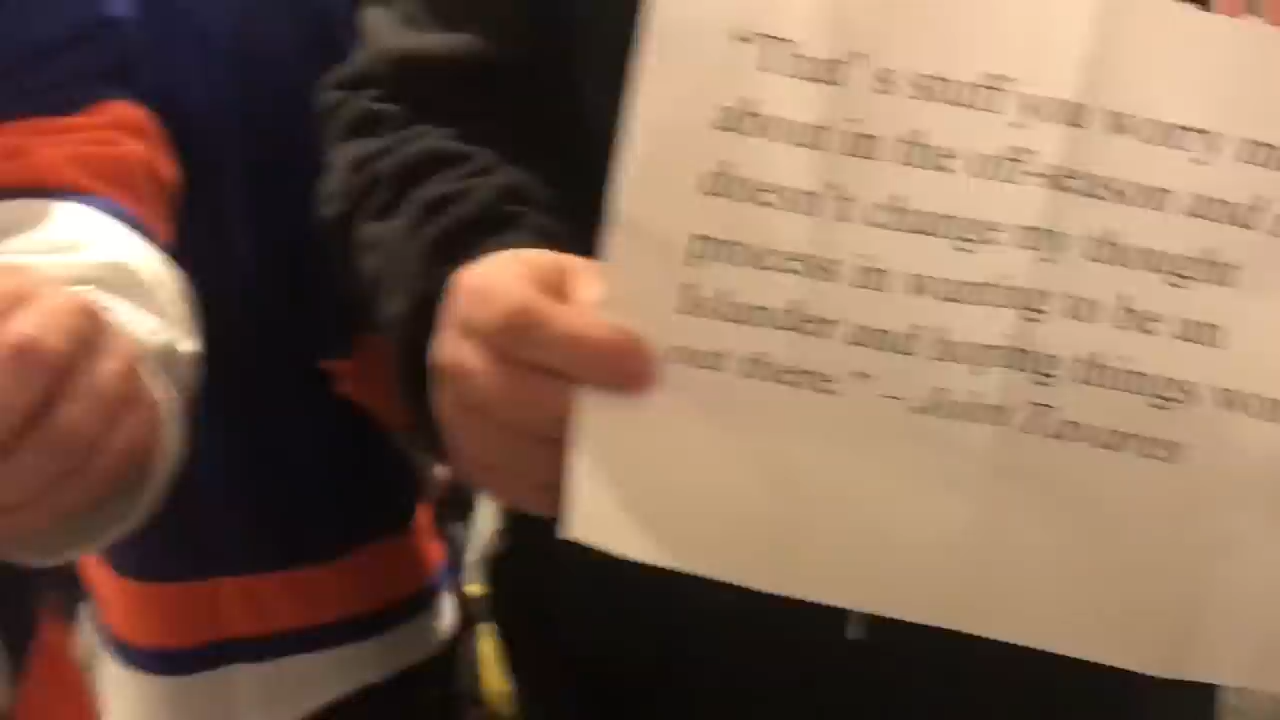 "That's stuff you worry
about in the off-season and
doesn't change my thought
process in wanting to be an
Islander and hoping things
out there." - John Tavares